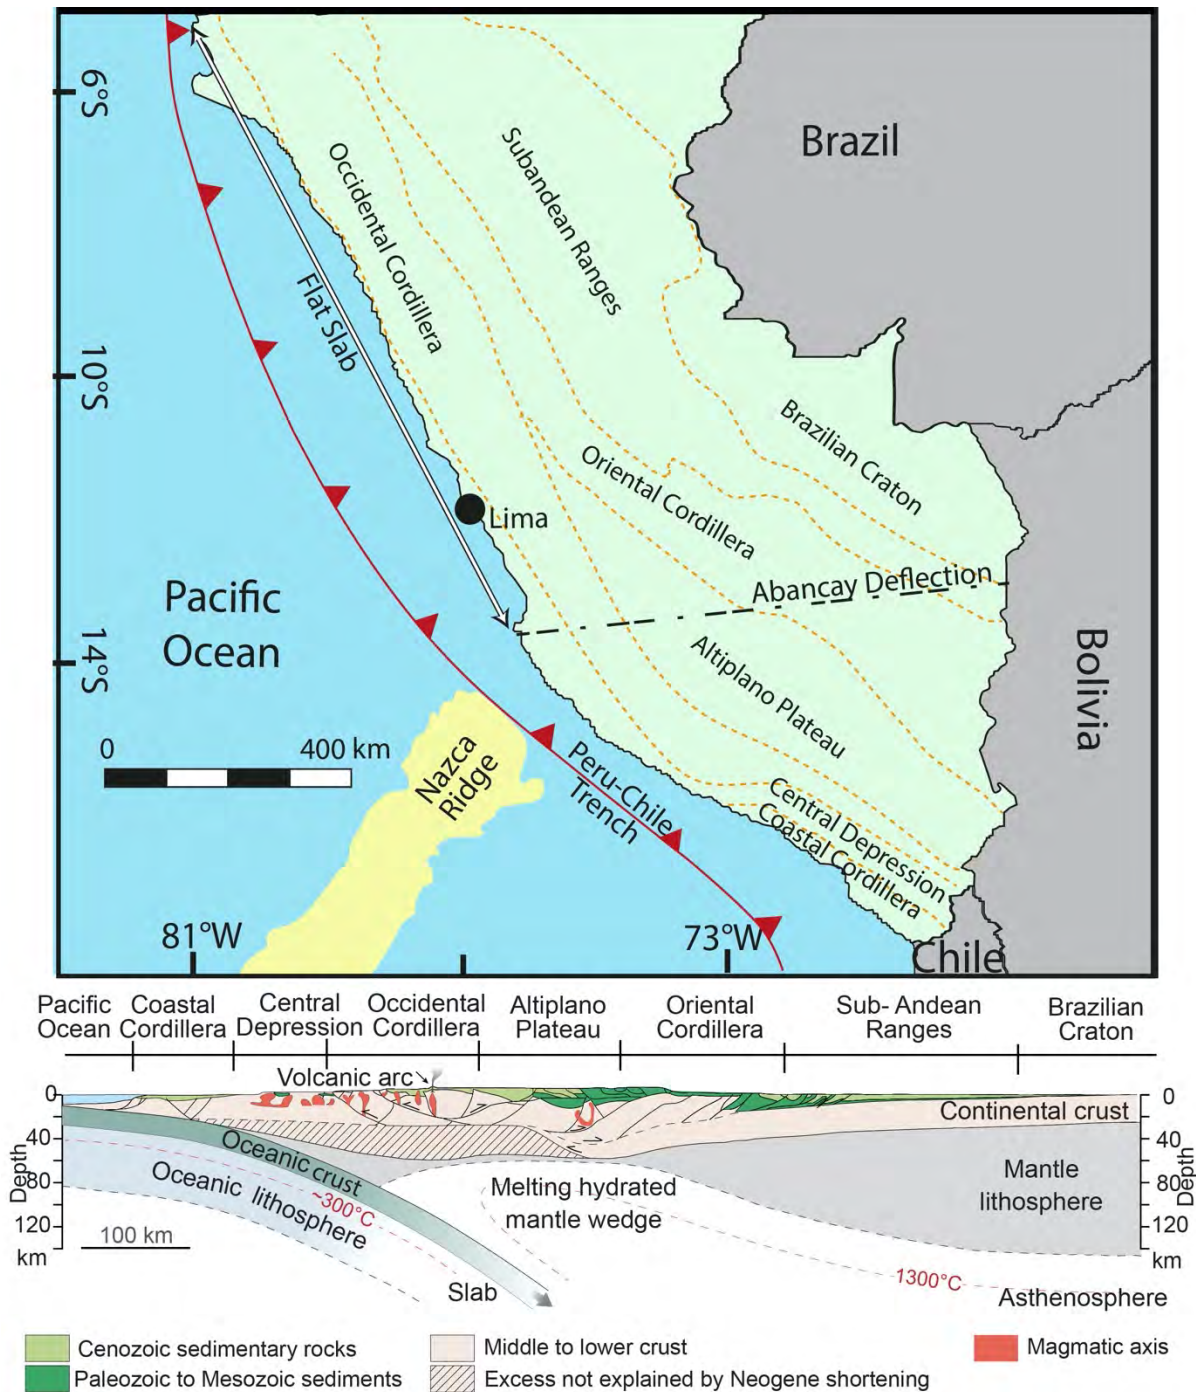 6°S
10°S
14°S
Brazil
Bolivia
Chile
Occidental Cordillera
Subandean Ranges
Flat Slab
Brazilian Craton
Oriental Cordillera
Lima
Abancay Deflection
Pacific
Ocean
Altiplano Plateau
0 400 km
Nazca
Ridge
Peru-Chile
Trench
Central Depression
Coastal Cordillera
81°W
73°W
Pacific
Ocean
Coastal
Cordillera
Central
Depression
Occidental
Cordillera
Altiplano
Plateau
Oriental
Cordillera
Sub- Andean
Ranges
Brazilian
Craton
Volcanic arc
0
40
80
120
km
Depth
0
40
80
120
km
Depth
Continental crust
Oceanic crust
Oceanic lithosphere
~300°C
Melting hydrated
mantle wedge
Mantle
lithosphere
100 km
Slab
1300°C
Asthenosphere
Cenozoic sedimentary rocks
Paleozoic to Mesozoic sediments
Middle to lower crust
Excess not explained by Neogene shortening
Magmatic axis